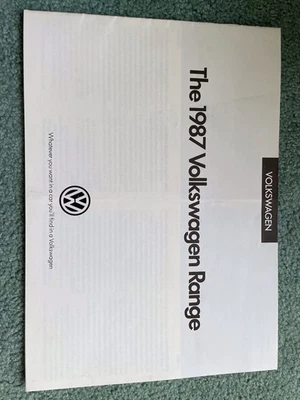 VOLKSWAGEN
The 1987 Volkswagen Range
Whatever you want in a car you'll find in a Volkswagen